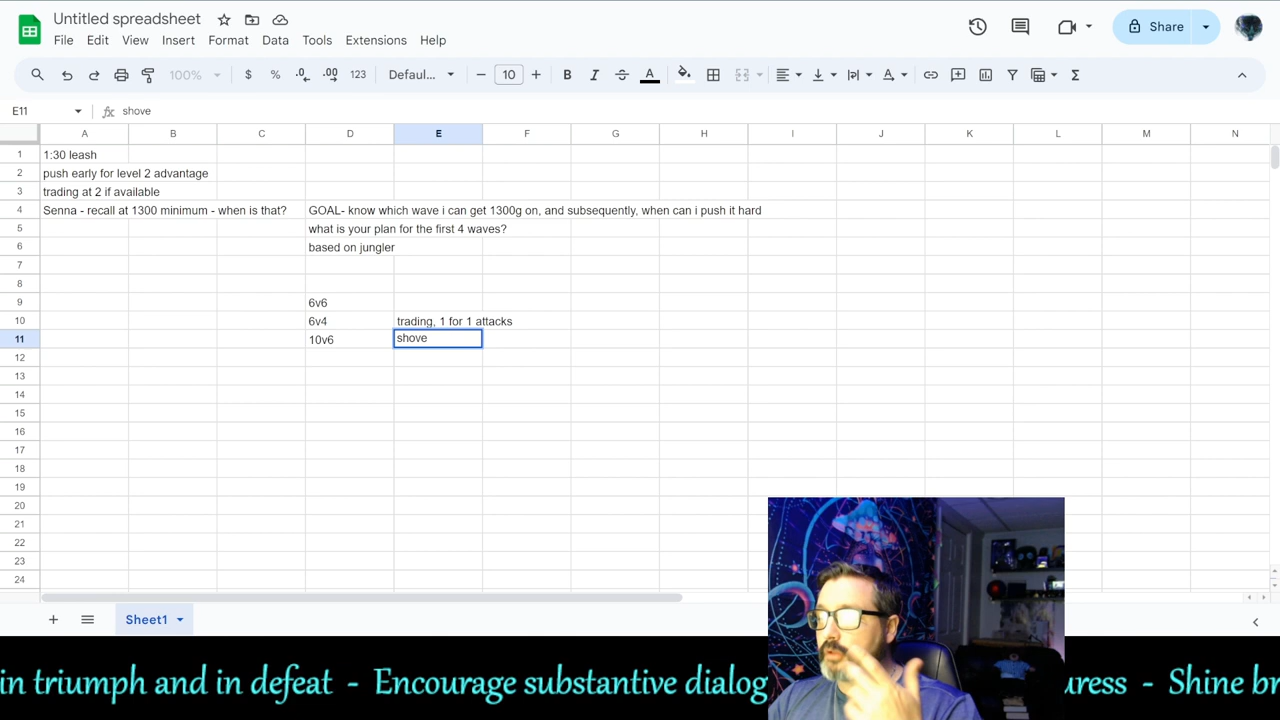 Untitled spreadsheet
File Edit View Insert Format Data Tools Extensions Help
Share
100% $ % .0 .00 123 Defaul... 10 B I A
E11 fx shove
A B C D E F G H I J K L M N
1 1:30 leash
2 push early for level 2 advantage
3 trading at 2 if available
4 Senna - recall at 1300 minimum - when is that? GOAL- know which wave i can get 1300g on, and subsequently, when can i push it hard
5 what is your plan for the first 4 waves?
6 based on jungler
7
8
9 6v6
10 6v4 trading, 1 for 1 attacks
11 10v6 shove
12
13
14
15
16
17
18
19
20
21
22
23
24
Sheet1
in triumph and in defeat - Encourage substantive dialog uress - Shine br